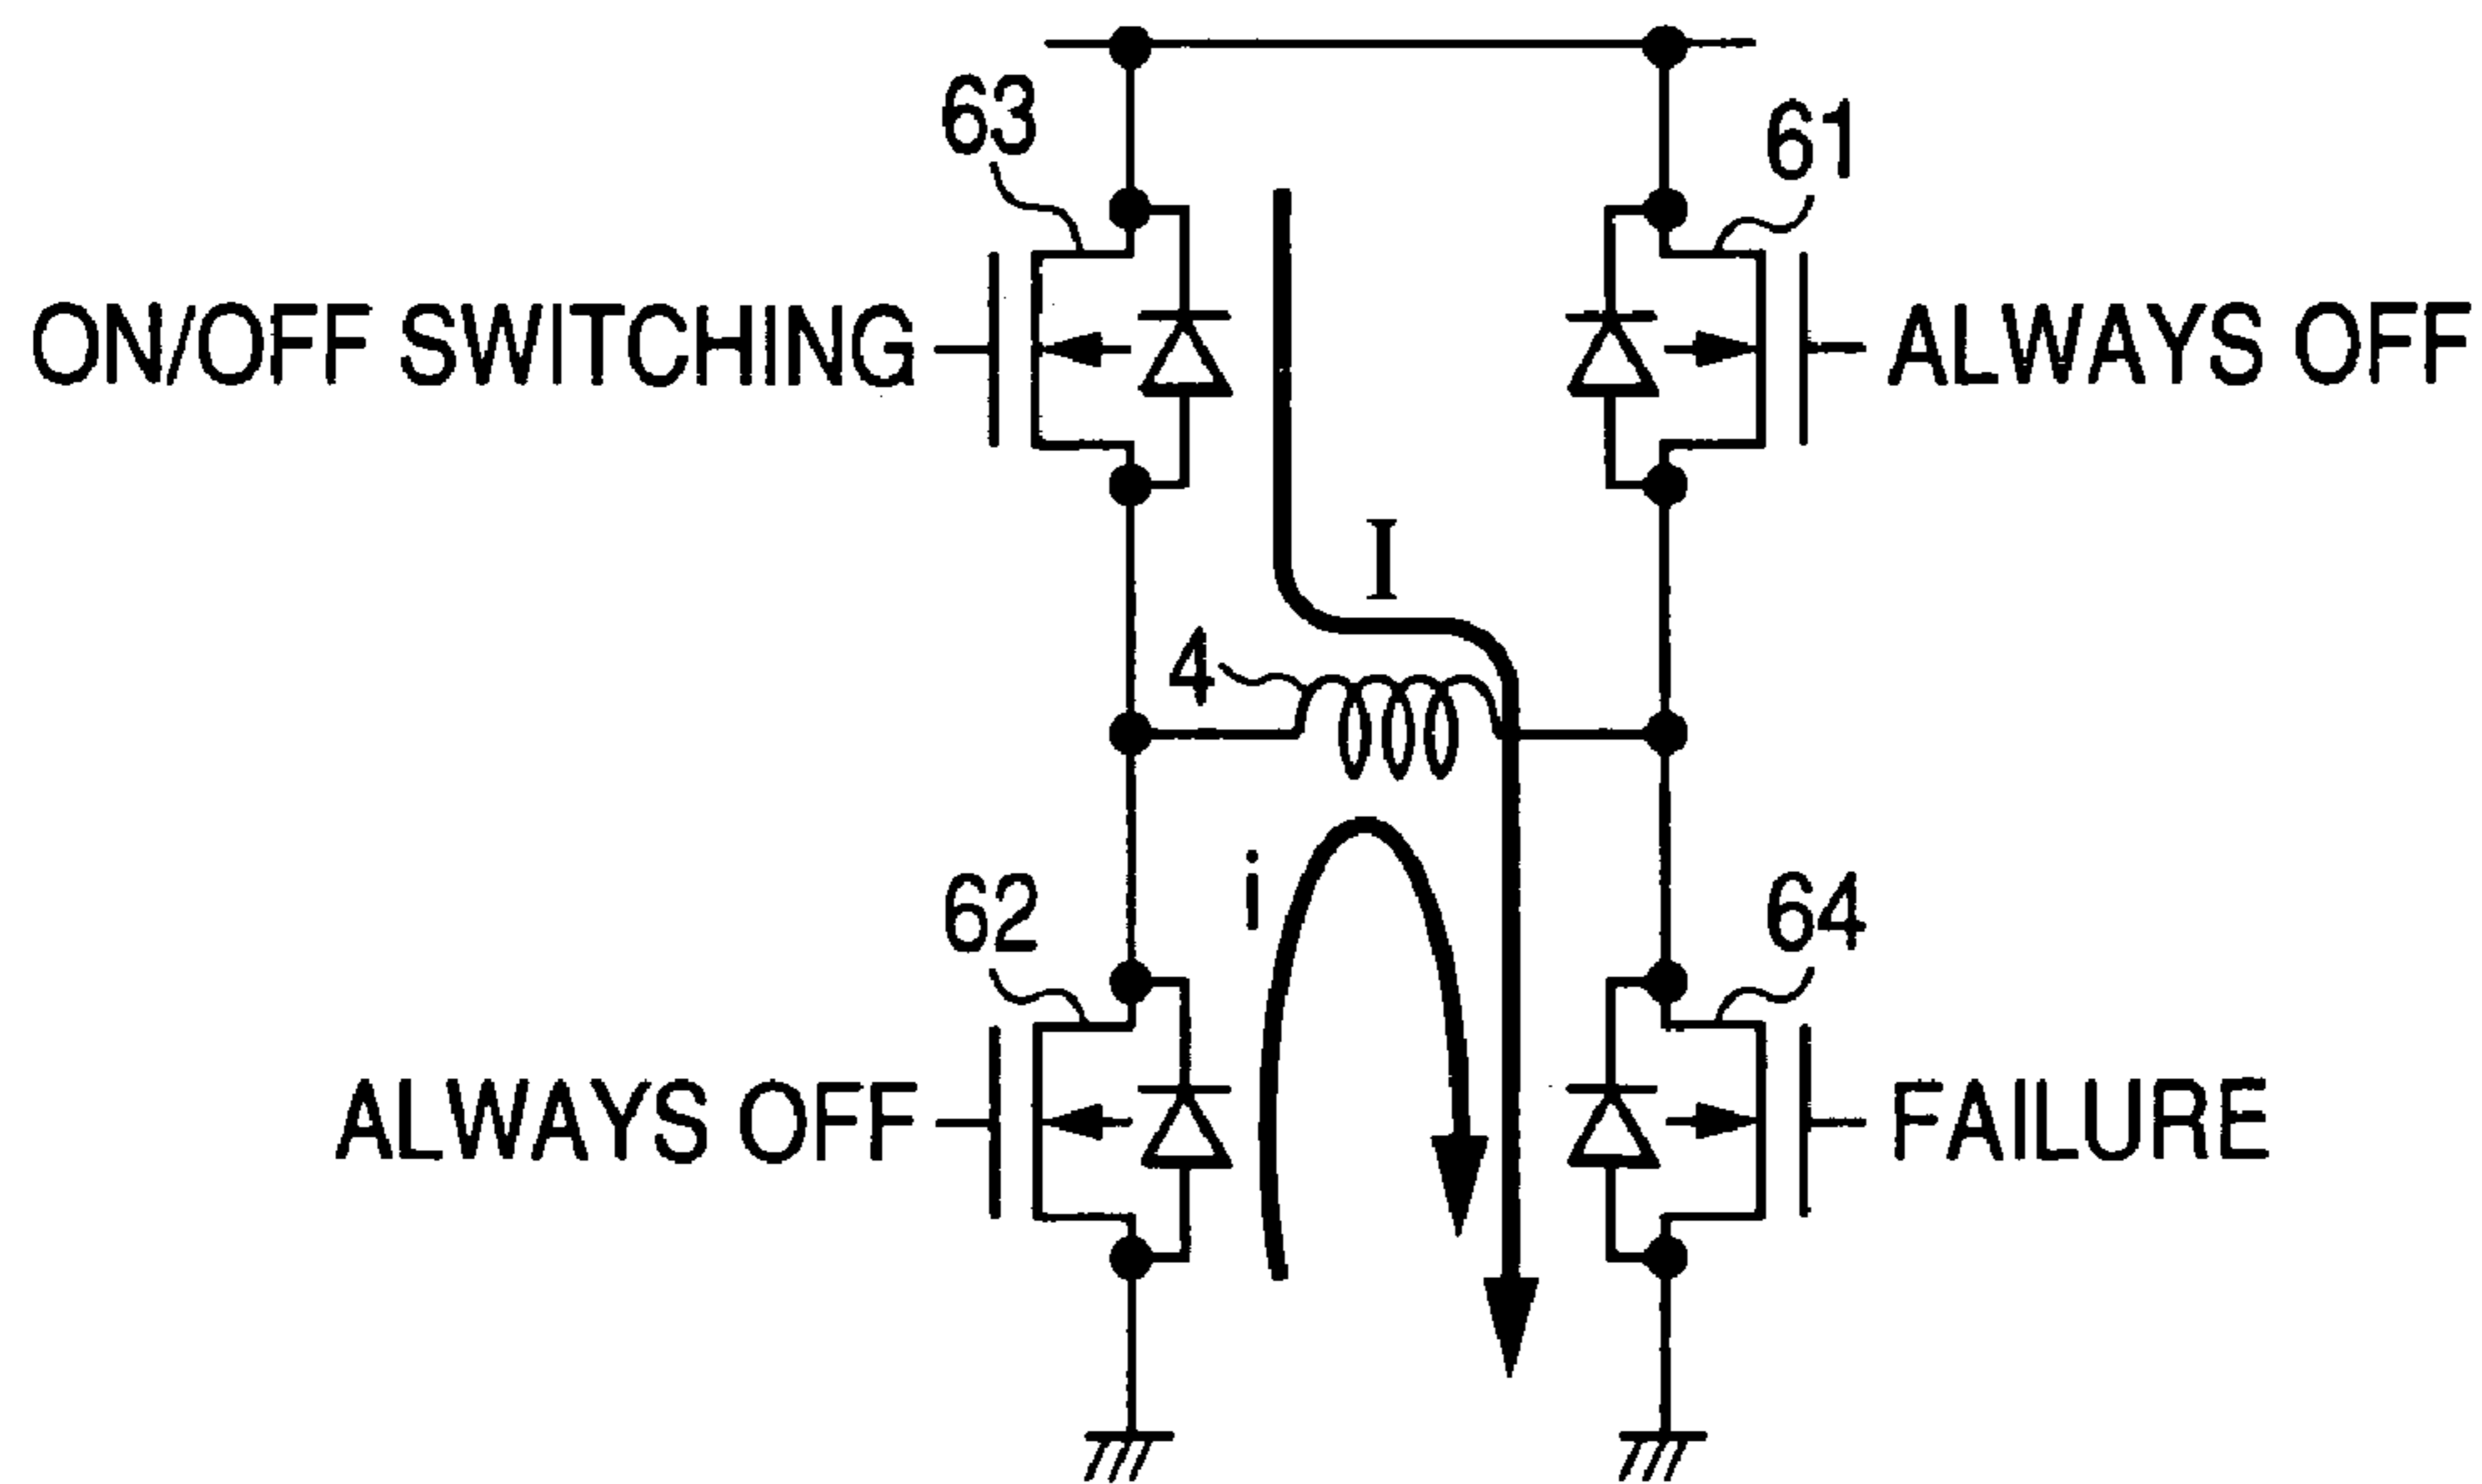 63
61
ON/OFF SWITCHING
ALWAYS OFF
I
4
i
62
64
ALWAYS OFF
FAILURE